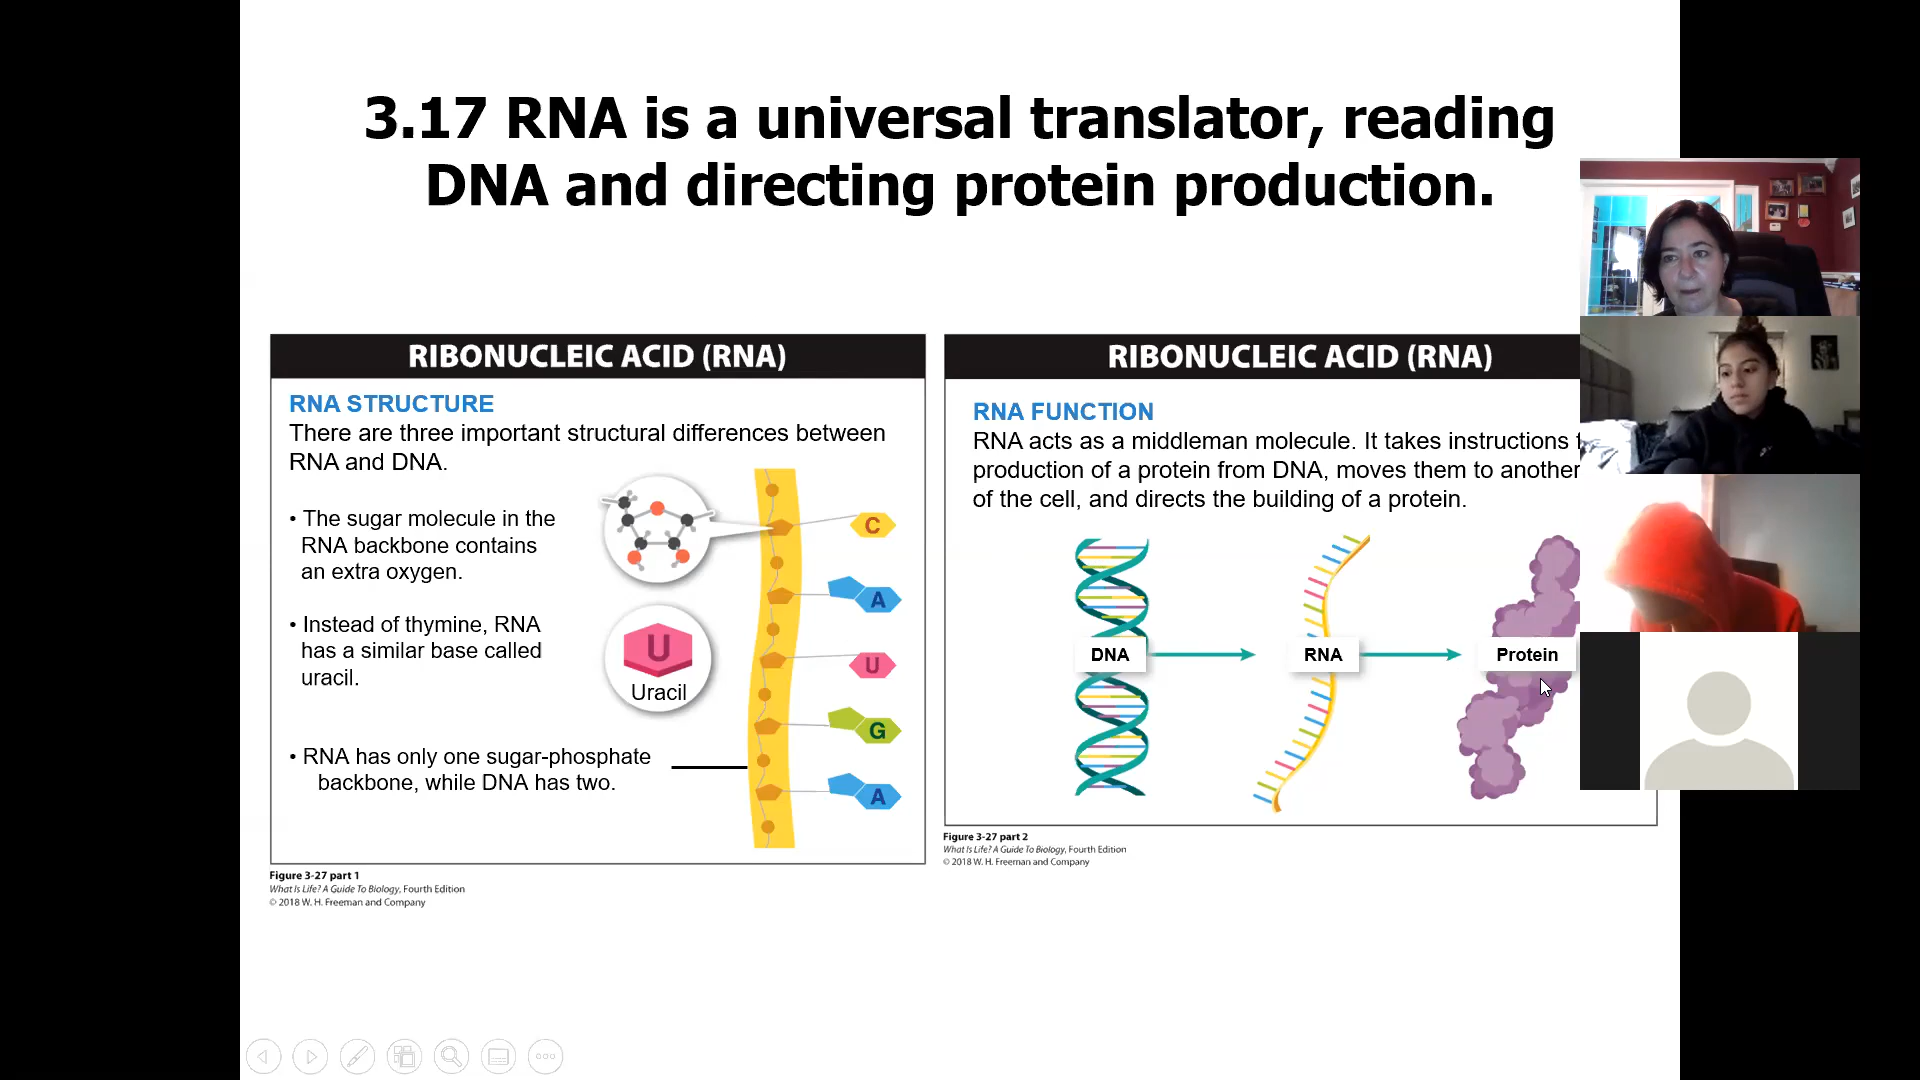 3.17 RNA is a universal translator, reading
DNA and directing protein production.
RIBONUCLEIC ACID (RNA)
RNA STRUCTURE
There are three important structural differences between
RNA and DNA.
• The sugar molecule in the
RNA backbone contains
an extra oxygen.
• Instead of thymine, RNA
has a similar base called
uracil.
• RNA has only one sugar-phosphate
backbone, while DNA has two.
U
Uracil
C
A
U
G
A
Figure 3-27 part 1
What Is Life? A Guide To Biology, Fourth Edition
© 2018 W. H. Freeman and Company
RIBONUCLEIC ACID (RNA)
RNA FUNCTION
RNA acts as a middleman molecule. It takes instructions
production of a protein from DNA, moves them to another
of the cell, and directs the building of a protein.
DNA
RNA
Protein
Figure 3-27 part 2
What Is Life? A Guide To Biology, Fourth Edition
© 2018 W. H. Freeman and Company